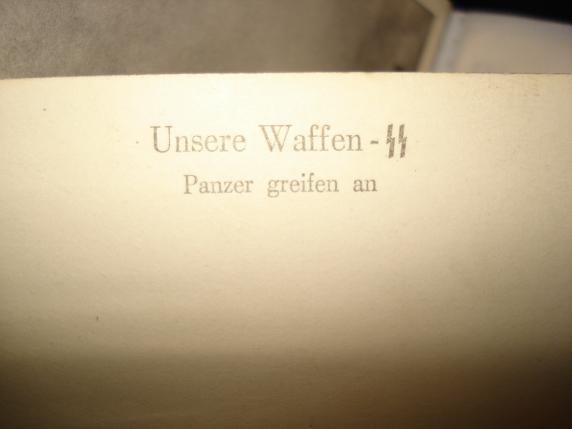 Unsere Waffen-SS
Panzer greifen an